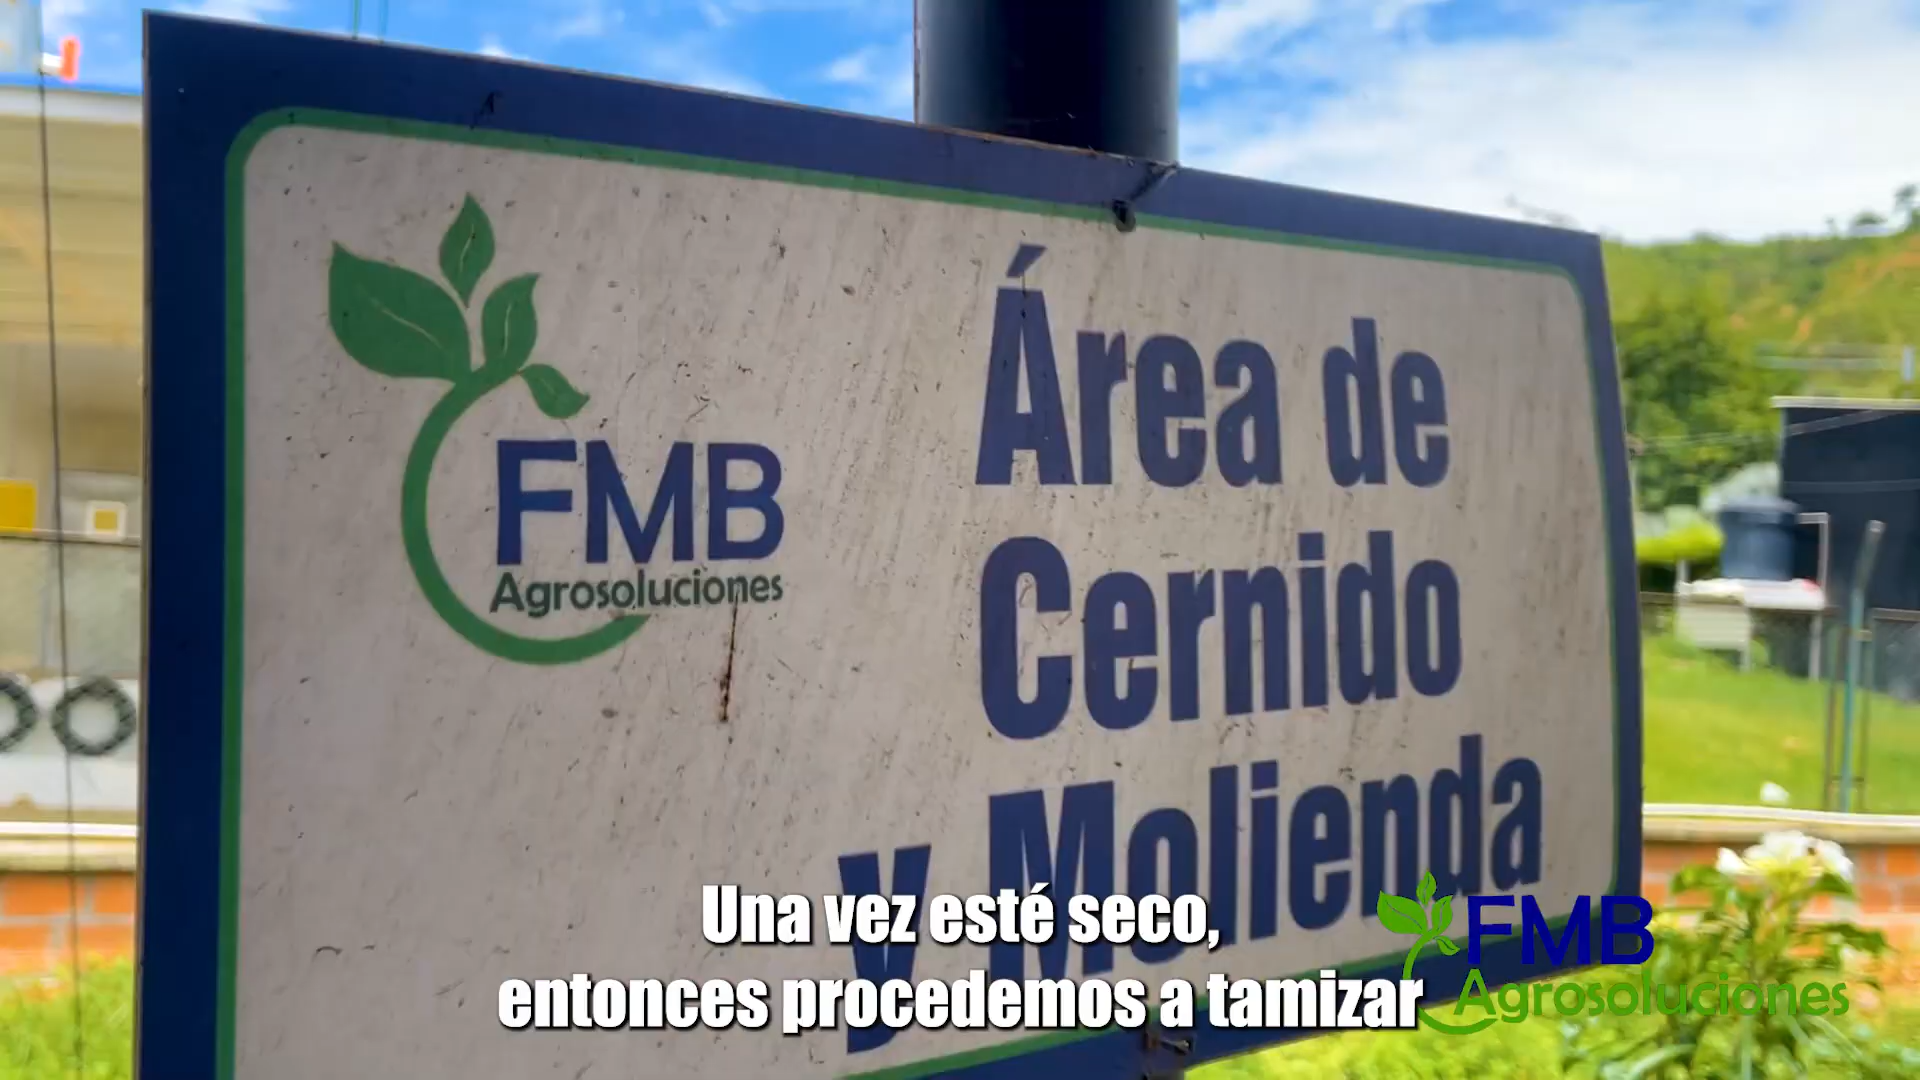 FMB
Agrosoluciones
Área de
Cernido
y Molienda
Una vez esté seco,
entonces procedemos a tamizar
FMB
Agrosoluciones